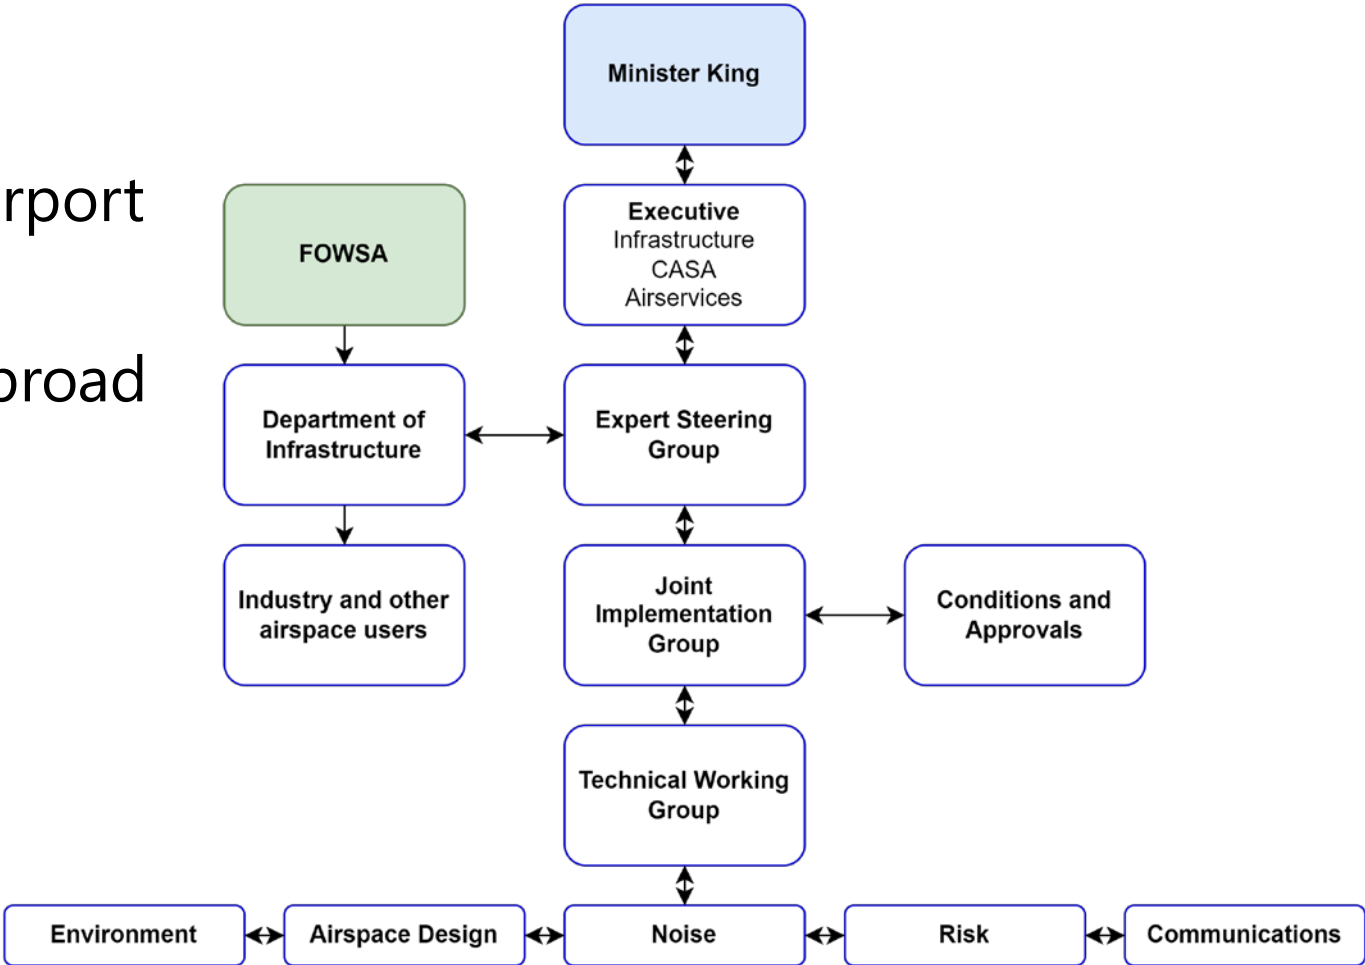 Minister King
rport
FOWSA
Executive
Infrastructure
CASA
Airservices
broad
Department of
Infrastructure
Expert Steering
Group
Industry and other
airspace users
Joint
Implementation
Group
Conditions and
Approvals
Technical Working
Group
Environment
Airspace Design
Noise
Risk
Communications